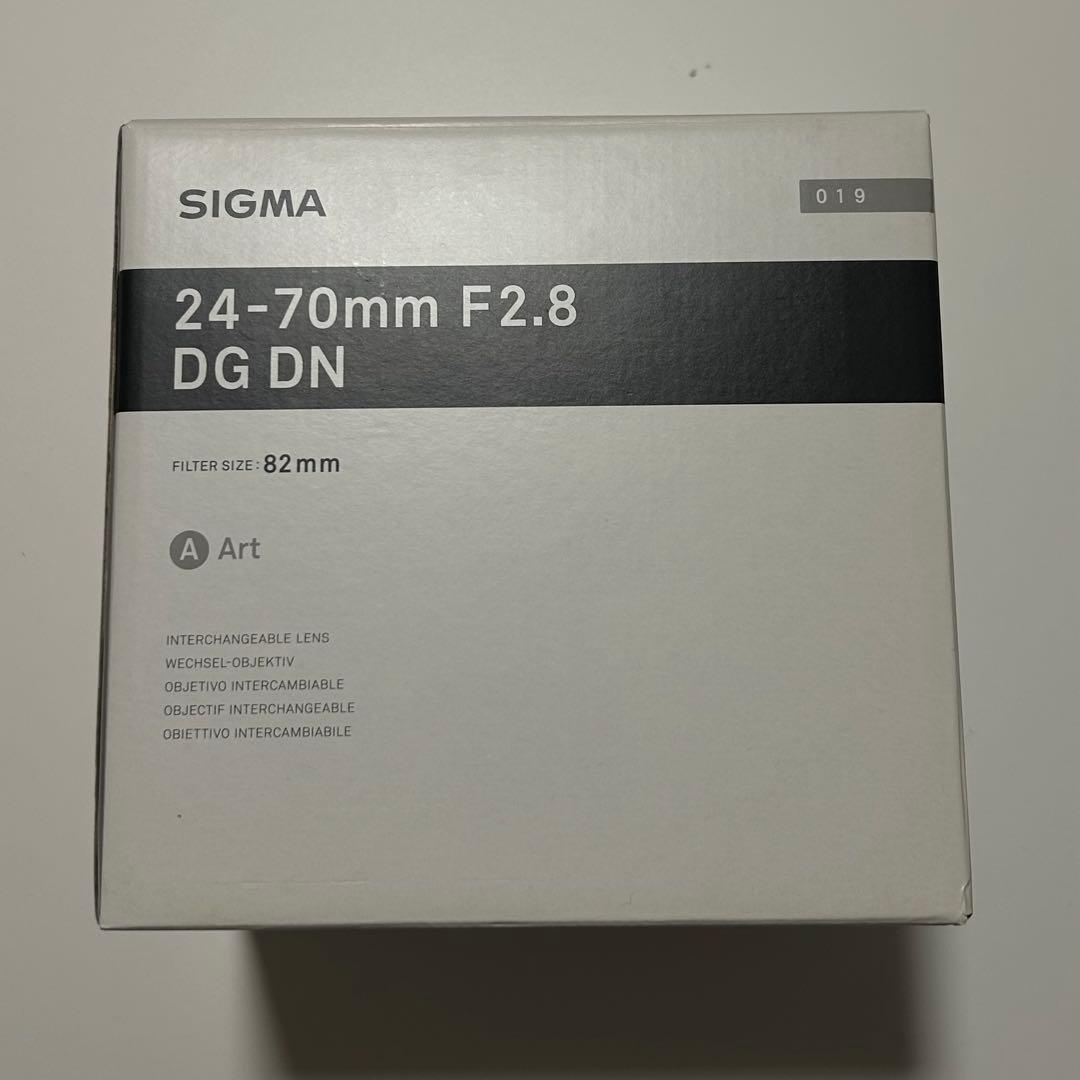 SIGMA
019
24-70mm F2.8
DG DN
FILTER SIZE: 82mm
A Art
INTERCHANGEABLE LENS
WECHSEL-OBJEKTIV
OBJETIVO INTERCAMBIABLE
OBJECTIF INTERCHANGEABLE
OBIETTIVO INTERCAMBIABILE